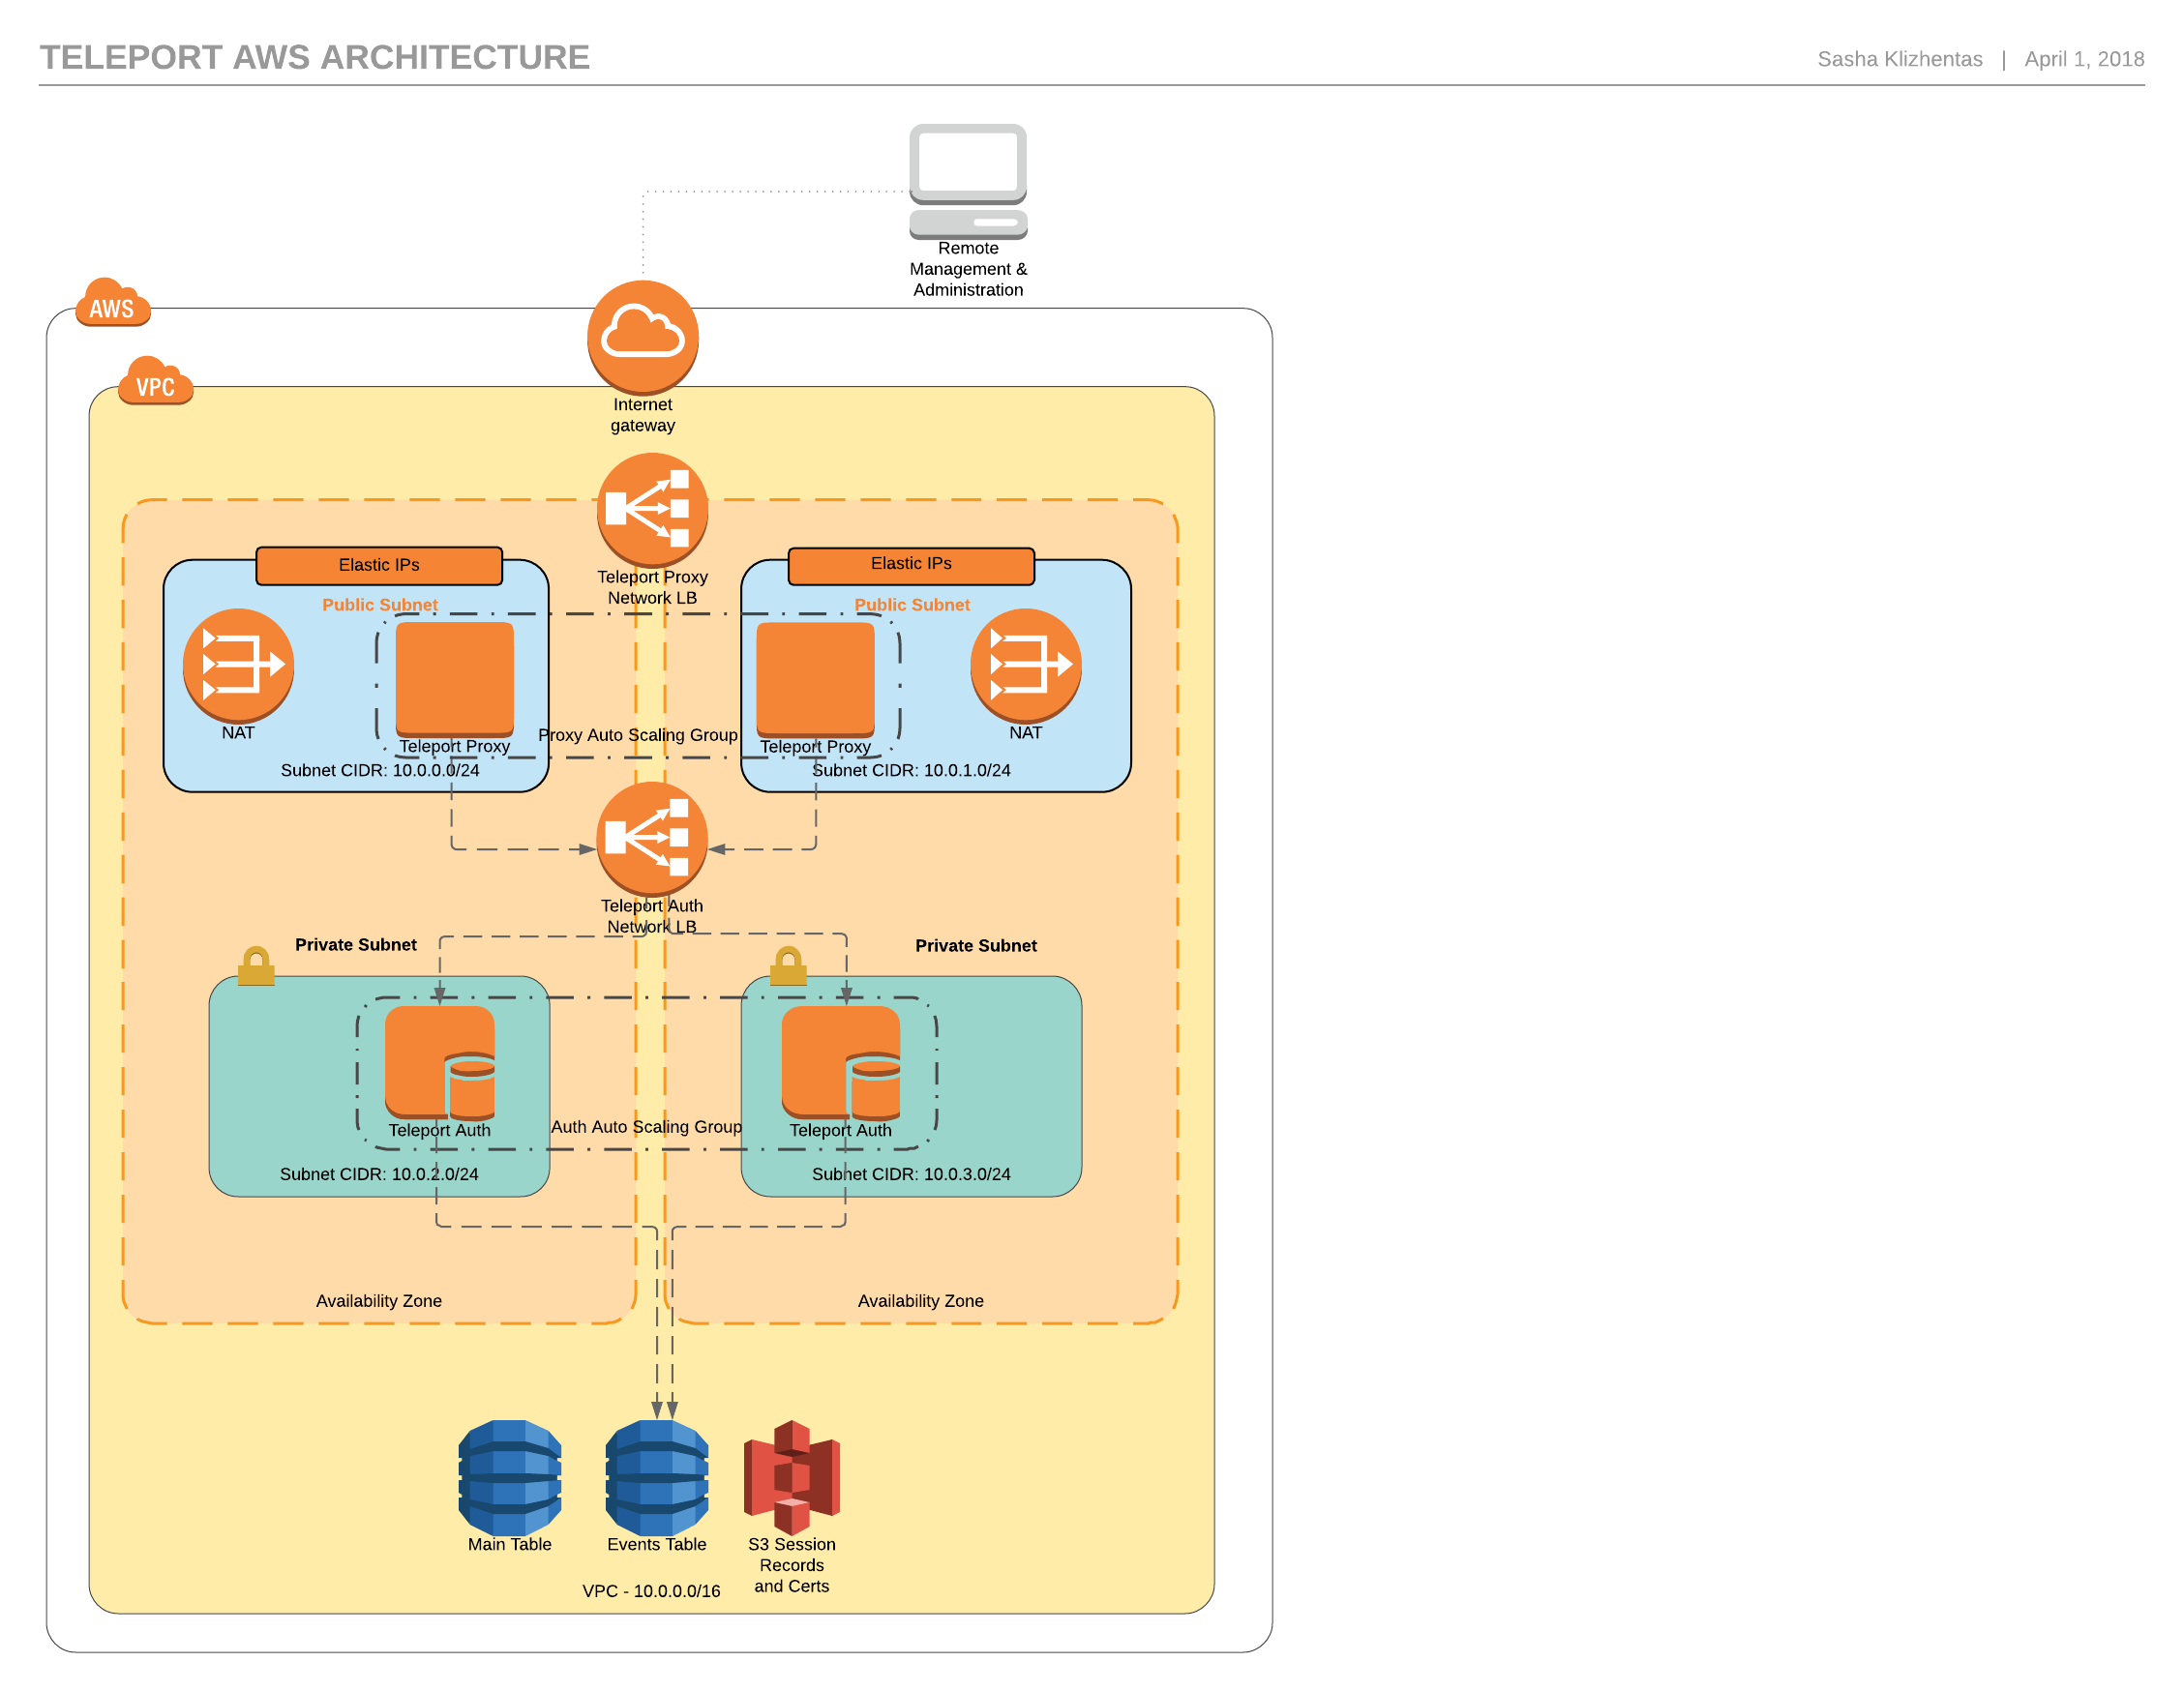 TELEPORT AWS ARCHITECTURE
Sasha Klizhentas | April 1, 2018
Remote
Management &
Administration
AWS
VPC
Internet
gateway
Teleport Proxy
Network LB
Elastic IPs
Elastic IPs
Public Subnet
Public Subnet
NAT
Teleport Proxy
Proxy Auto Scaling Group
Teleport Proxy
NAT
Subnet CIDR: 10.0.0.0/24
Subnet CIDR: 10.0.1.0/24
Teleport Auth
Network LB
Private Subnet
Private Subnet
Teleport Auth
Auth Auto Scaling Group
Teleport Auth
Subnet CIDR: 10.0.2.0/24
Subnet CIDR: 10.0.3.0/24
Availability Zone
Availability Zone
Main Table
Events Table
S3 Session
Records
and Certs
VPC - 10.0.0.0/16